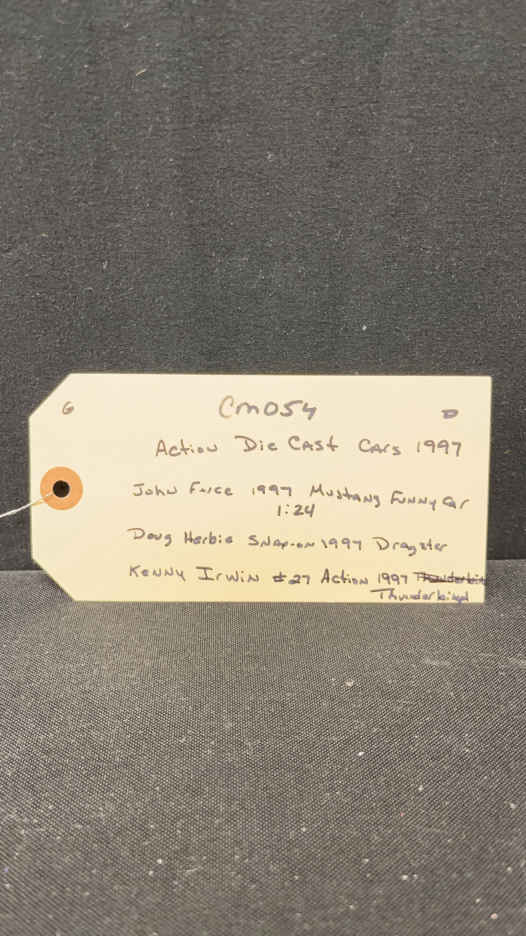 G CM054 D
Action Die Cast Cars 1997
John Force 1997 Mustang Funny Car
1:24
Doug Herbie Snap-on 1997 Dragster
Kenny Irwin #27 Action 1997 Thunderbird
Thunderbird